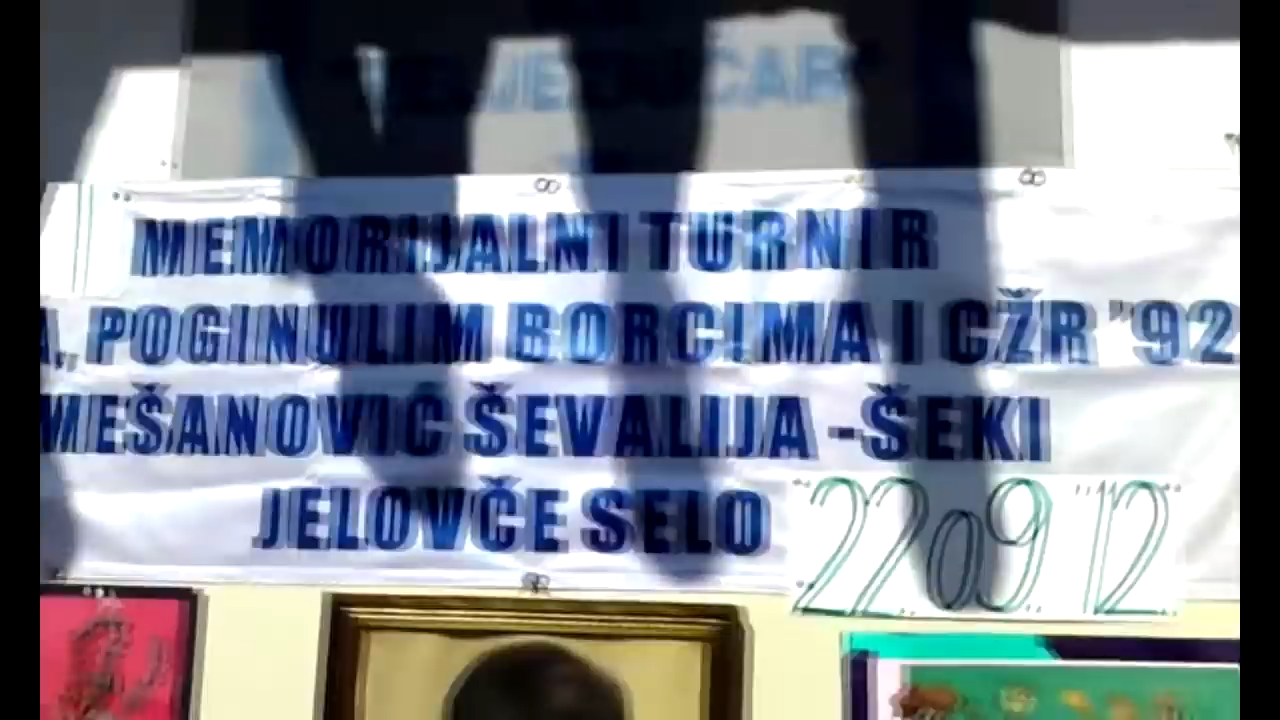 MEMORIJALNI TURNIR
A,, POGINULIM BORCIMA I CŽR "92
MEŠANOVIĆ ŠEVALIJA -ŠEKI
JELOVČE SELO 22.09."12"